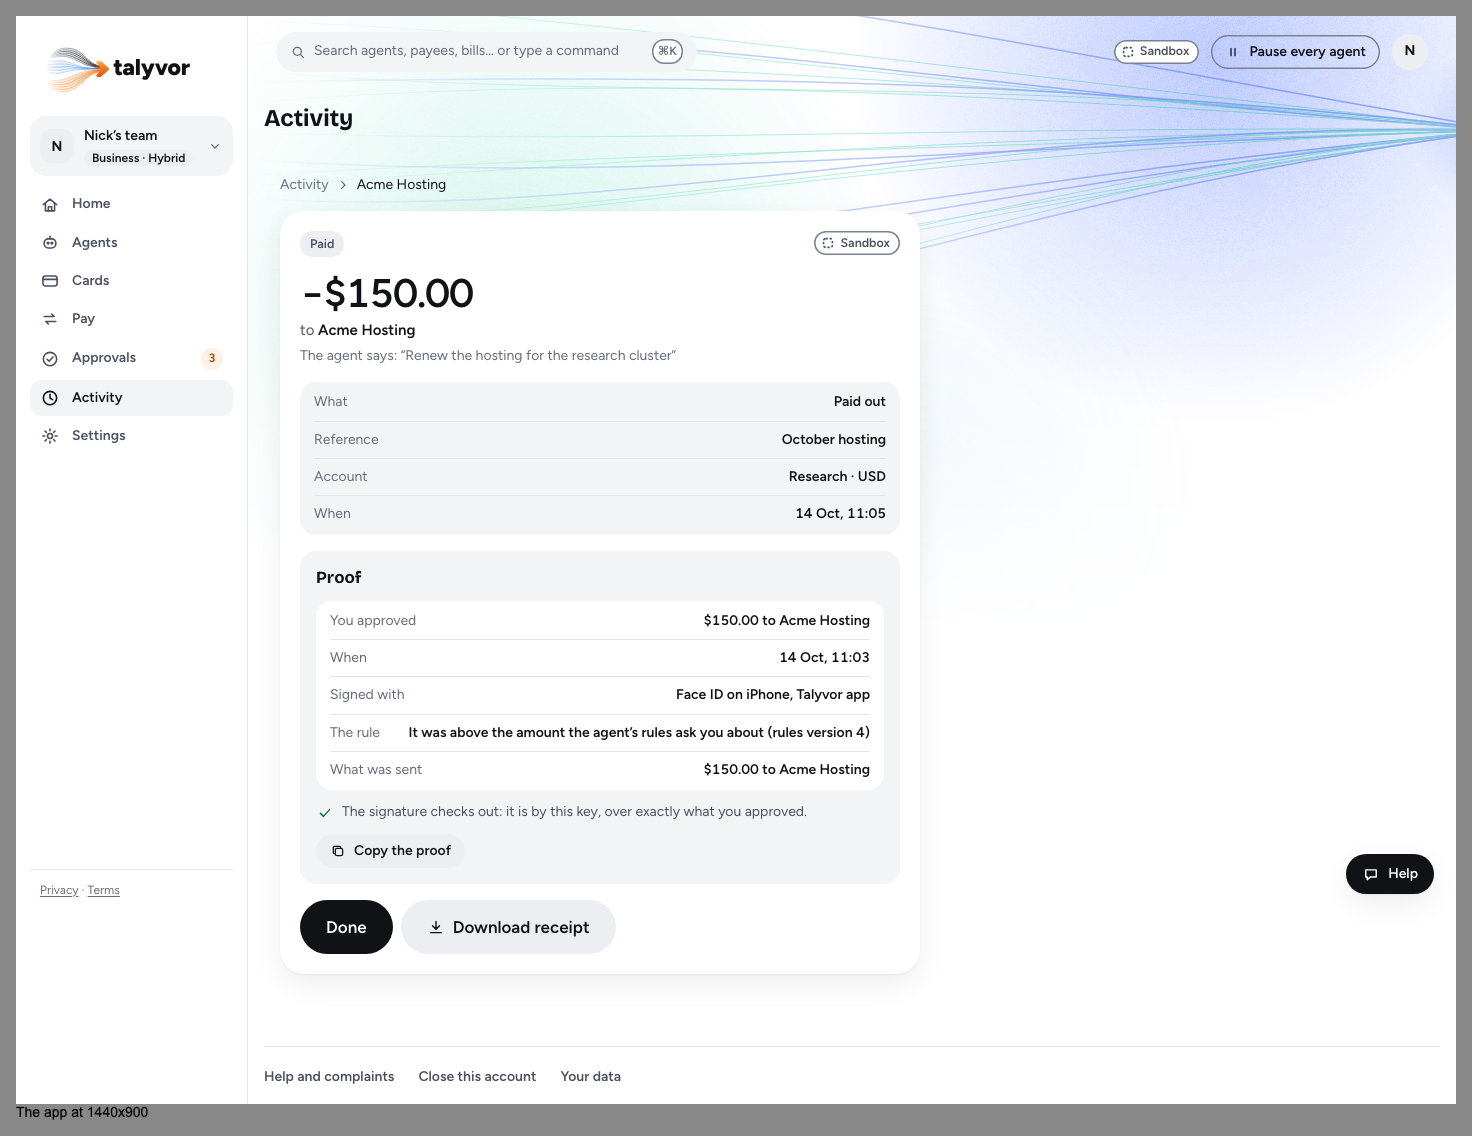 talyvor
Search agents, payees, bills... or type a command
⌘K
Sandbox
Pause every agent
N
N
Nick’s team
Business · Hybrid
Home
Agents
Cards
Pay
Approvals
3
Activity
Settings
Privacy · Terms
Activity
Activity
Acme Hosting
Paid
Sandbox
−$150.00
to Acme Hosting
The agent says: “Renew the hosting for the research cluster”
What
Paid out
Reference
October hosting
Account
Research · USD
When
14 Oct, 11:05
Proof
You approved
$150.00 to Acme Hosting
When
14 Oct, 11:03
Signed with
Face ID on iPhone, Talyvor app
The rule
It was above the amount the agent’s rules ask you about (rules version 4)
What was sent
$150.00 to Acme Hosting
The signature checks out: it is by this key, over exactly what you approved.
Copy the proof
Done
Download receipt
Help
Help and complaints
Close this account
Your data
The app at 1440x900